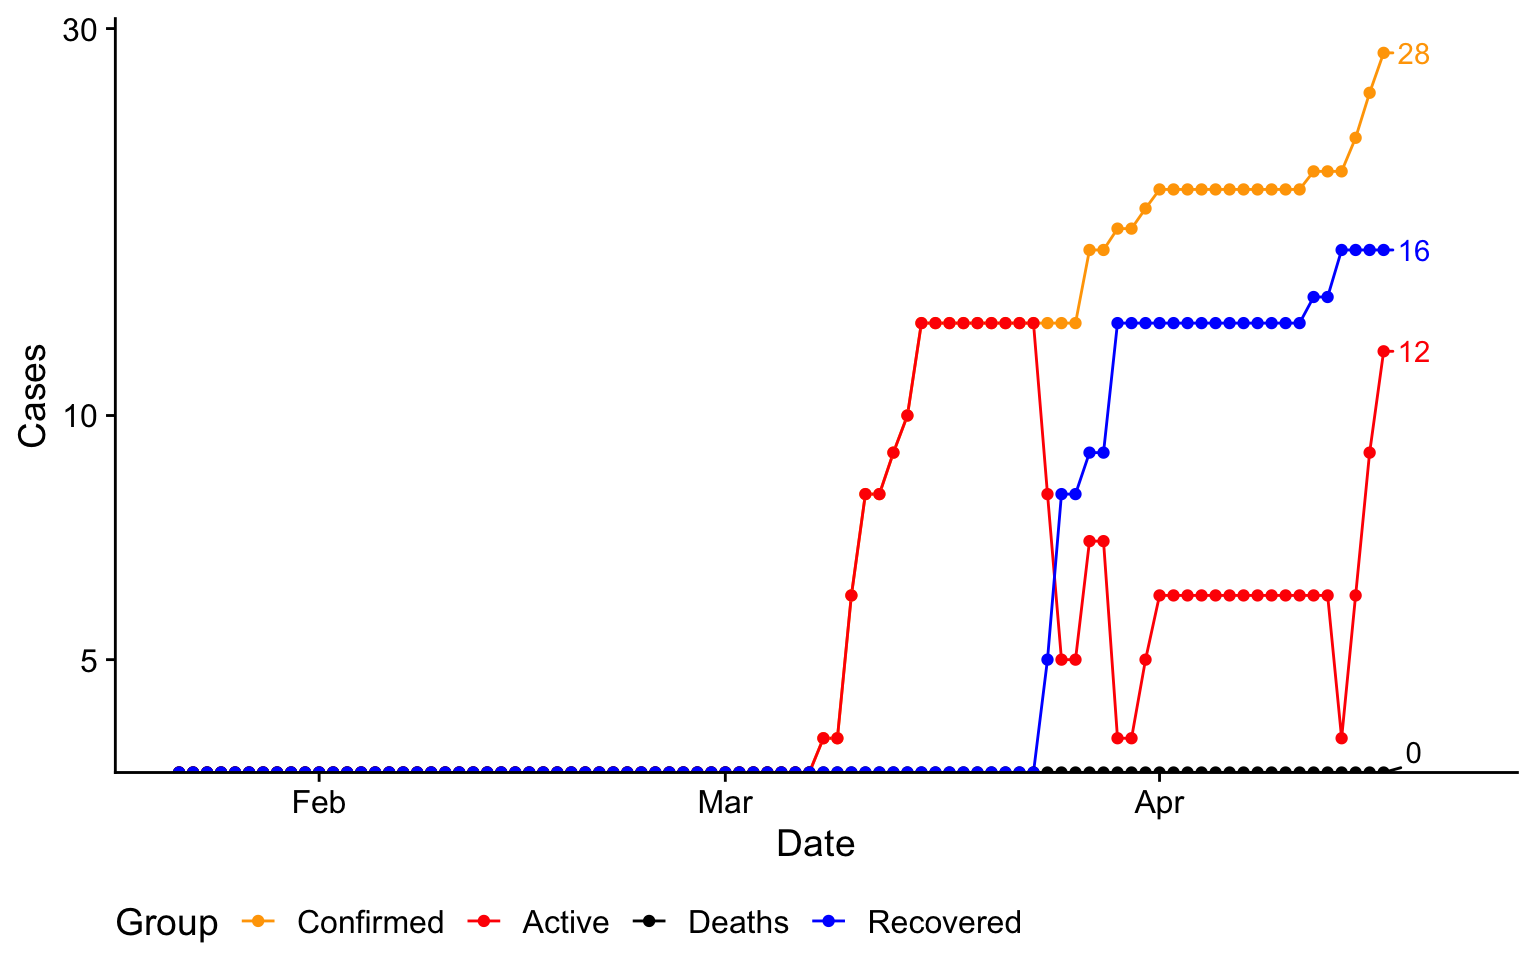 30
28
16
12
10
Cases
5
0
Feb Mar Apr
Date
Group Confirmed Active Deaths Recovered